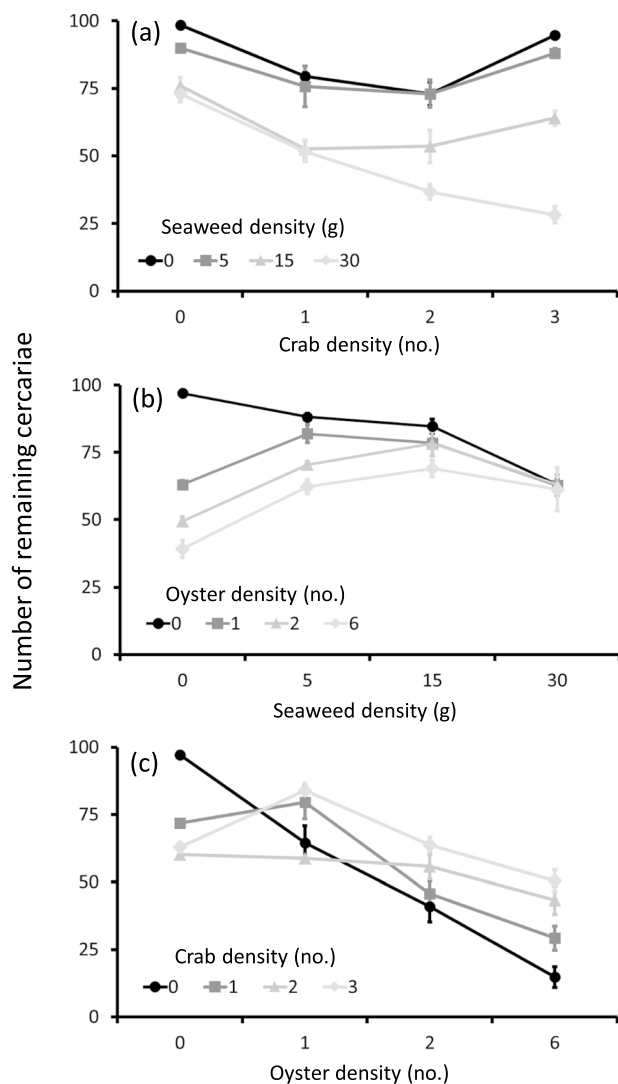 Number of remaining cercariae
(a)
100
75
50
25
0
Seaweed density (g)
0 5 15 30
0 1 2 3
Crab density (no.)
(b)
100
75
50
25
0
Oyster density (no.)
0 1 2 6
0 5 15 30
Seaweed density (g)
(c)
100
75
50
25
0
Crab density (no.)
0 1 2 3
0 1 2 6
Oyster density (no.)